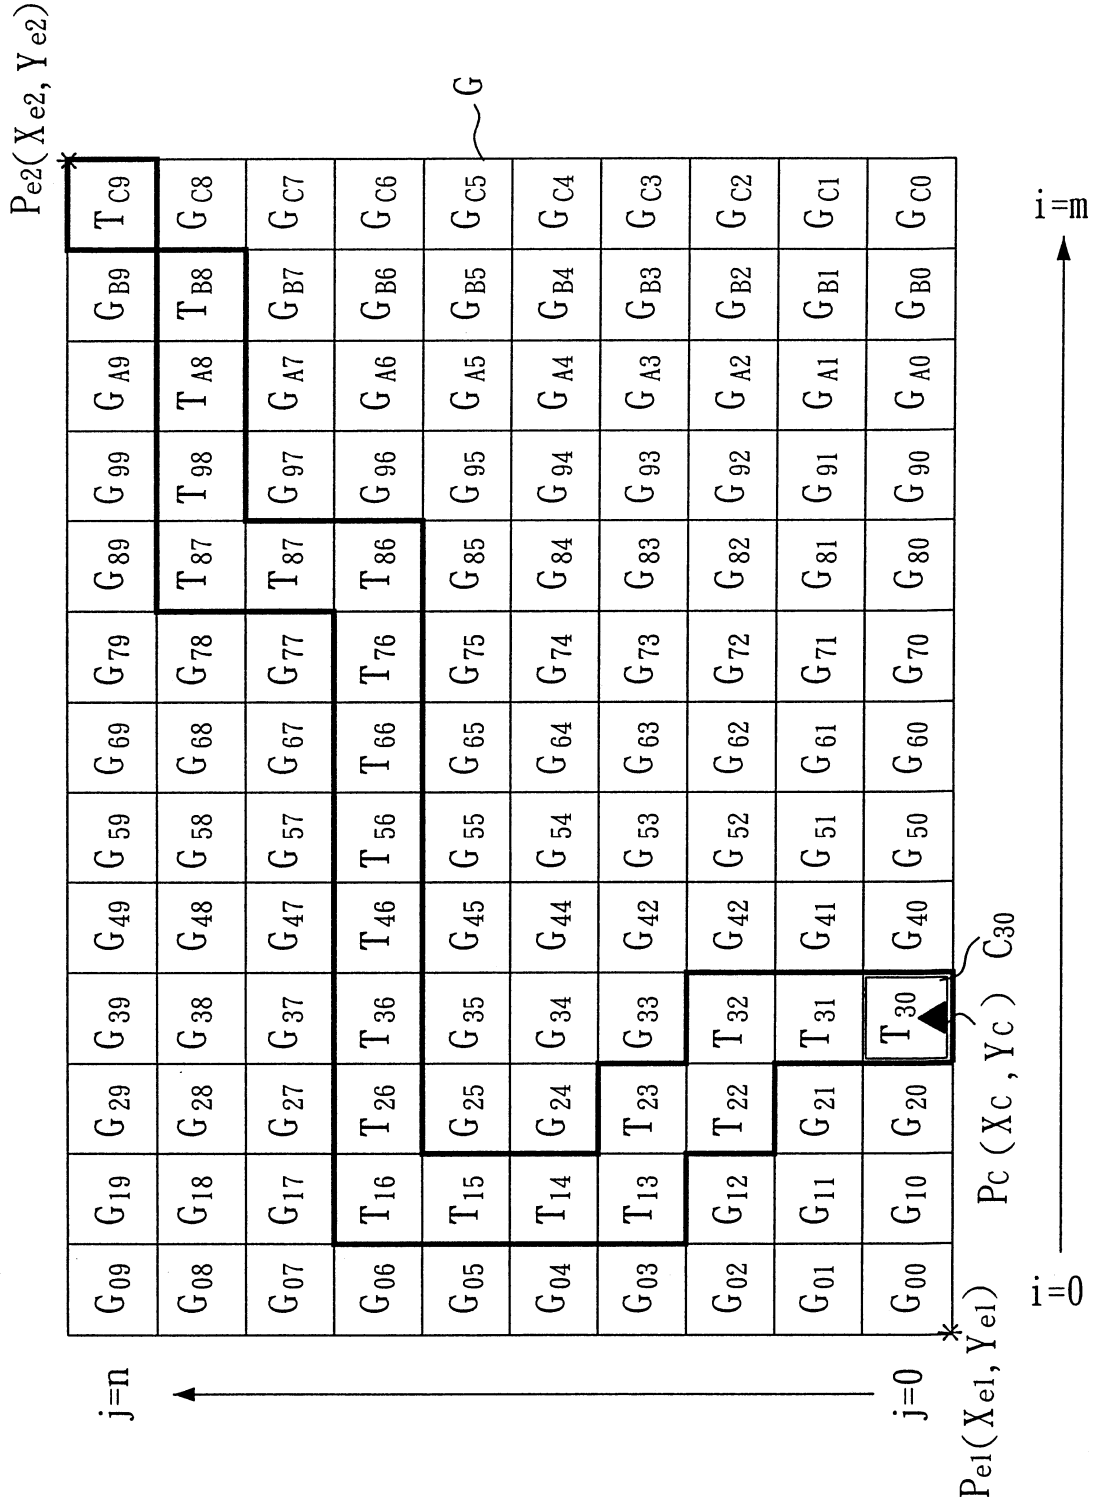 Pe2(Xe2, Ye2)
j=n G09 G19 G29 G39 G49 G59 G69 G79 G89 G99 GA9 GB9 TC9
G08 G18 G28 G38 G48 G58 G68 G78 T87 T98 TA8 TB8 GC8
G07 G17 G27 G37 G47 G57 G67 G77 T87 G97 GA7 GB7 GC7
G06 T16 T26 T36 T46 T56 T66 T76 T86 G96 GA6 GB6 GC6
G05 T15 G25 G35 G45 G55 G65 G75 G85 G95 GA5 GB5 GC5 G
G04 T14 G24 G34 G44 G54 G64 G74 G84 G94 GA4 GB4 GC4
G03 T13 T23 G33 G42 G53 G63 G73 G83 G93 GA3 GB3 GC3
G02 G12 T22 T32 G42 G52 G62 G72 G82 G92 GA2 GB2 GC2
G01 G11 G21 T31 G41 G51 G61 G71 G81 G91 GA1 GB1 GC1
j=0 G00 G10 G20 T30 G40 G50 G60 G70 G80 G90 GA0 GB0 GC0
Pe1(Xe1, Ye1) PC(XC, YC) C30
i=0 i=m